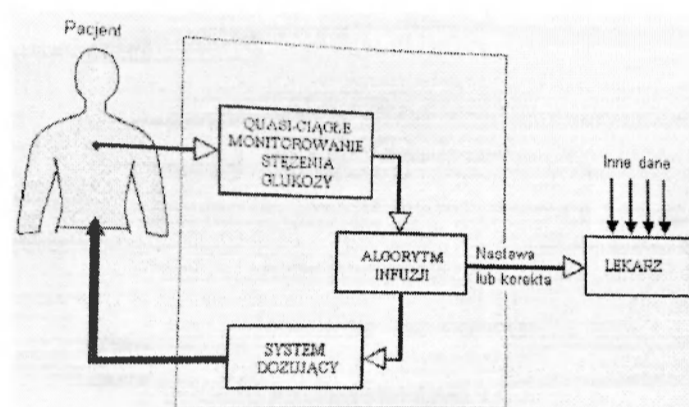 Pacjent
QUASI-CIĄGŁE
MONITOROWANIE
STĘŻENIA
GLUKOZY
Inne dane
ALGORYTM
INFUZJI
Nastawa
lub korekta
LEKARZ
SYSTEM
DOZUJĄCY